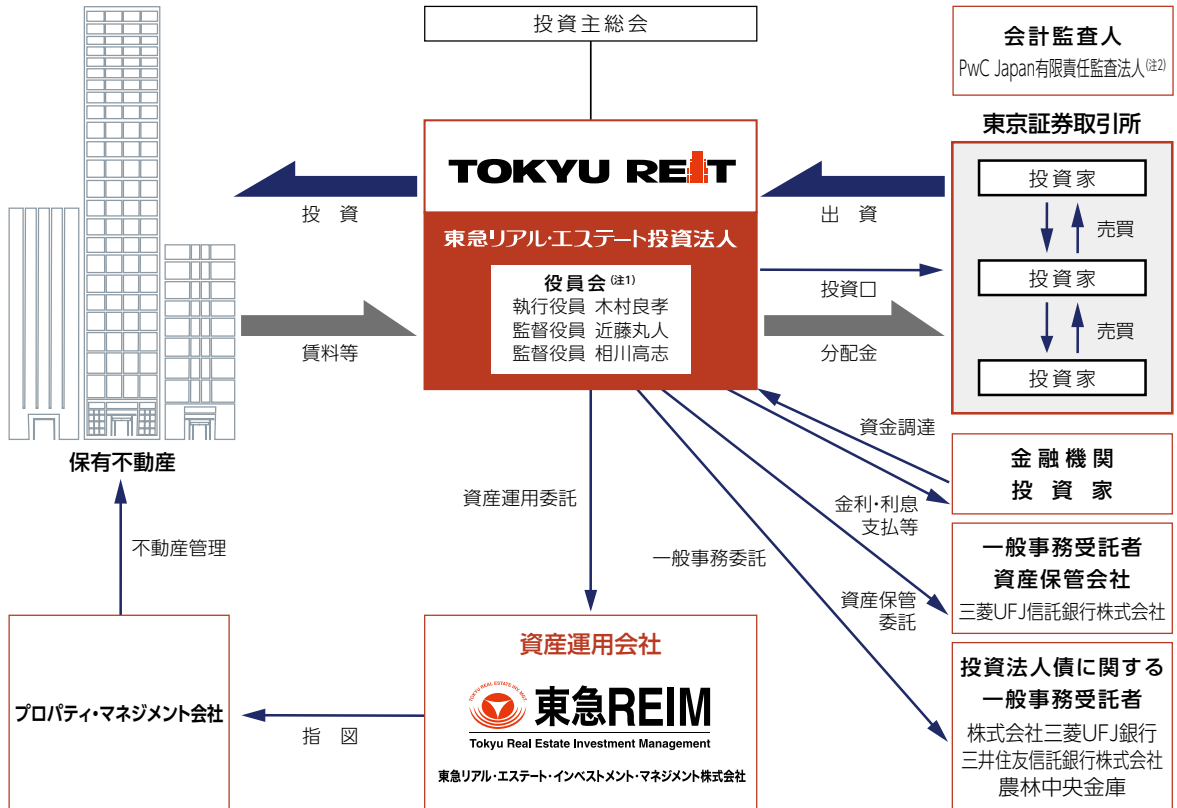 投資主総会
会計監査人
PwC Japan有限責任監査法人(注2)
東京証券取引所
TOKYU REIT
投資家
投資
出資
売買
東急リアル・エステート投資法人
役員会(注1)
執行役員 木村良孝
監督役員 近藤丸人
監督役員 相川高志
投資家
投資口
賃料等
分配金
売買
投資家
保有不動産
資金調達
金融機関
投資家
資産運用委託
金利・利息
支払等
不動産管理
一般事務委託
一般事務受託者
資産保管会社
三菱UFJ信託銀行株式会社
資産保管
委託
資産運用会社
TOKYU REAL ESTATE INV. MGT.
東急REIM
Tokyu Real Estate Investment Management
東急リアル・エステート・インベストメント・マネジメント株式会社
プロパティ・マネジメント会社
指図
投資法人債に関する
一般事務受託者
株式会社三菱UFJ銀行
三井住友信託銀行株式会社
農林中央金庫